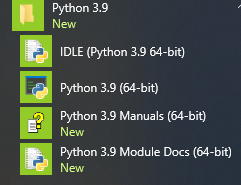 Python 3.9
New
IDLE (Python 3.9 64-bit)
Python 3.9 (64-bit)
Python 3.9 Manuals (64-bit)
New
Python 3.9 Module Docs (64-bit)
New